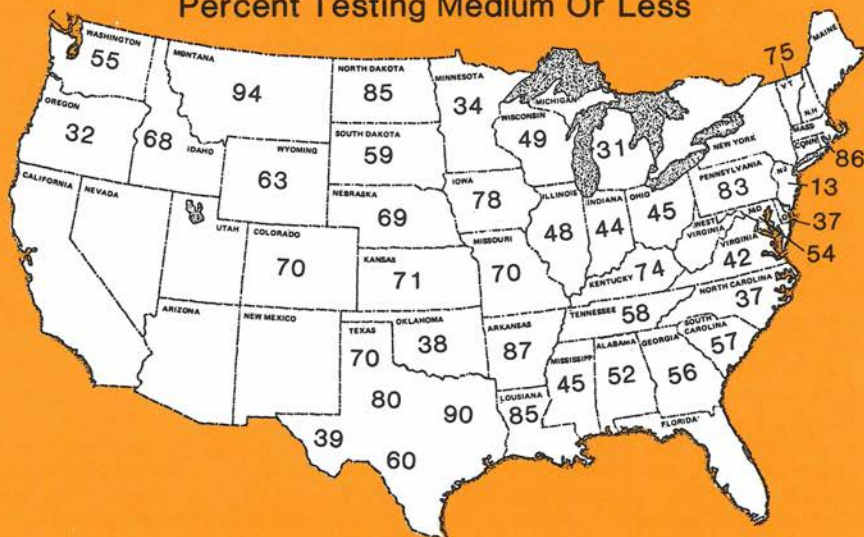 Percent Testing Medium Or Less
WASHINGTON
55
MONTANA
94
NORTH DAKOTA
85
MINNESOTA
34
MICHIGAN
31
WISCONSIN
49
75
VT
MAINE
N.H
MASS
CONN
86
NEW YORK
OREGON
32
68
IDAHO
WYOMING
63
SOUTH DAKOTA
59
IOWA
78
PENNSYLVANIA
83
NJ
13
CALIFORNIA
NEVADA
UTAH
COLORADO
70
NEBRASKA
69
ILLINOIS
48
INDIANA
44
OHIO
45
WEST
VIRGINIA
MD
37
54
VIRGINIA
42
KANSAS
71
MISSOURI
70
KENTUCKY 74
NORTH CAROLINA
37
ARIZONA
NEW MEXICO
TEXAS
70
80
90
39
60
OKLAHOMA
38
ARKANSAS
87
TENNESSEE 58
SOUTH
CAROLINA
57
MISSISSIPPI
45
ALABAMA
52
GEORGIA
56
LOUSIANA
85
FLORIDA